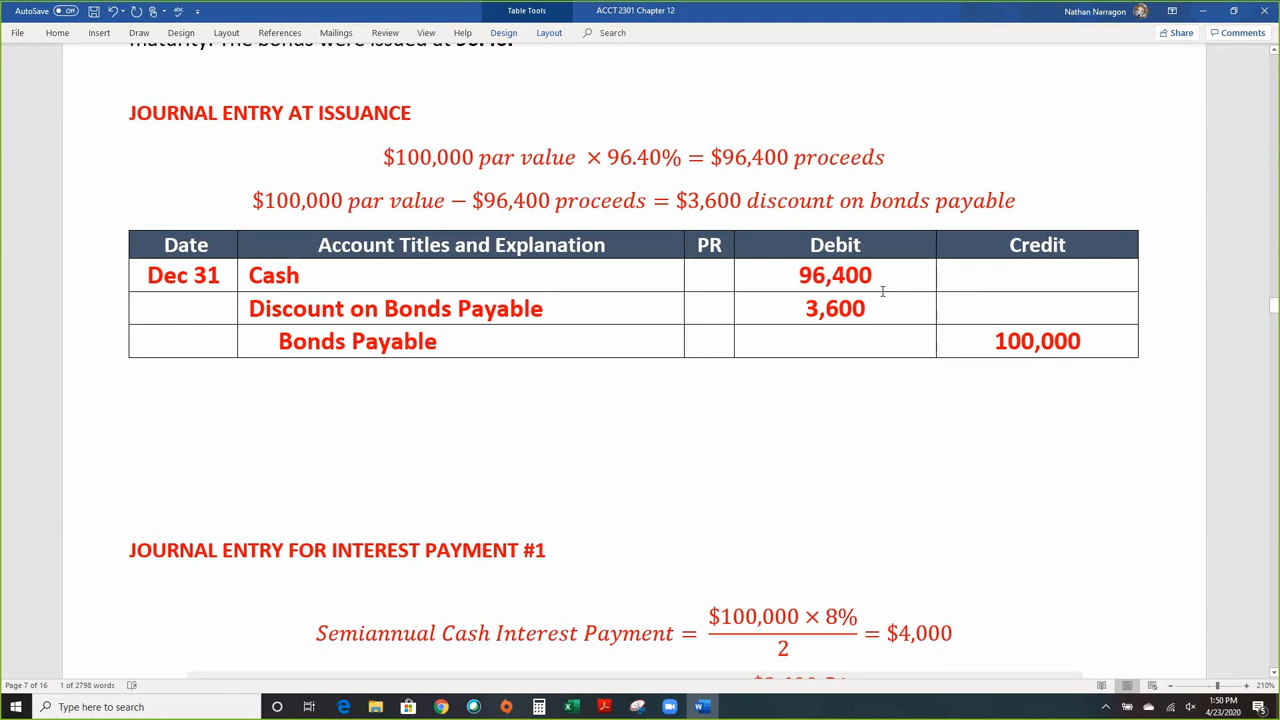 AutoSave Off Table Tools ACCT 2301 Chapter 12 Nathan Narragon
File Home Insert Draw Design Layout References Mailings Review View Help Design Layout Search Share Comments
JOURNAL ENTRY AT ISSUANCE
$100,000 par value × 96.40% = $96,400 proceeds
$100,000 par value − $96,400 proceeds = $3,600 discount on bonds payable
Date Account Titles and Explanation PR Debit Credit
Dec 31 Cash 96,400
Discount on Bonds Payable 3,600
Bonds Payable 100,000
JOURNAL ENTRY FOR INTEREST PAYMENT #1
Semiannual Cash Interest Payment = $100,000 × 8% / 2 = $4,000
Page 7 of 16 1 of 2798 words 210%
Type here to search 1:50 PM
4/23/2020